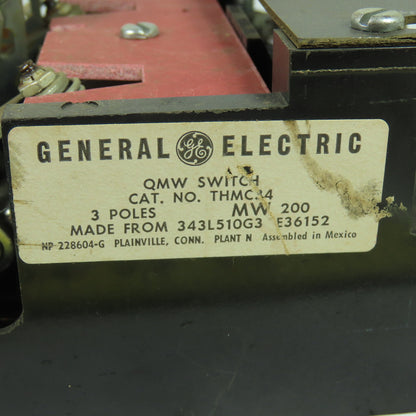 GENERAL GE ELECTRIC
QMW SWITCH
CAT. NO. THMC34
3 POLES MW 200
MADE FROM 343L510G3 E36152
NP 228604-G PLAINVILLE, CONN. PLANT N Assembled in Mexico